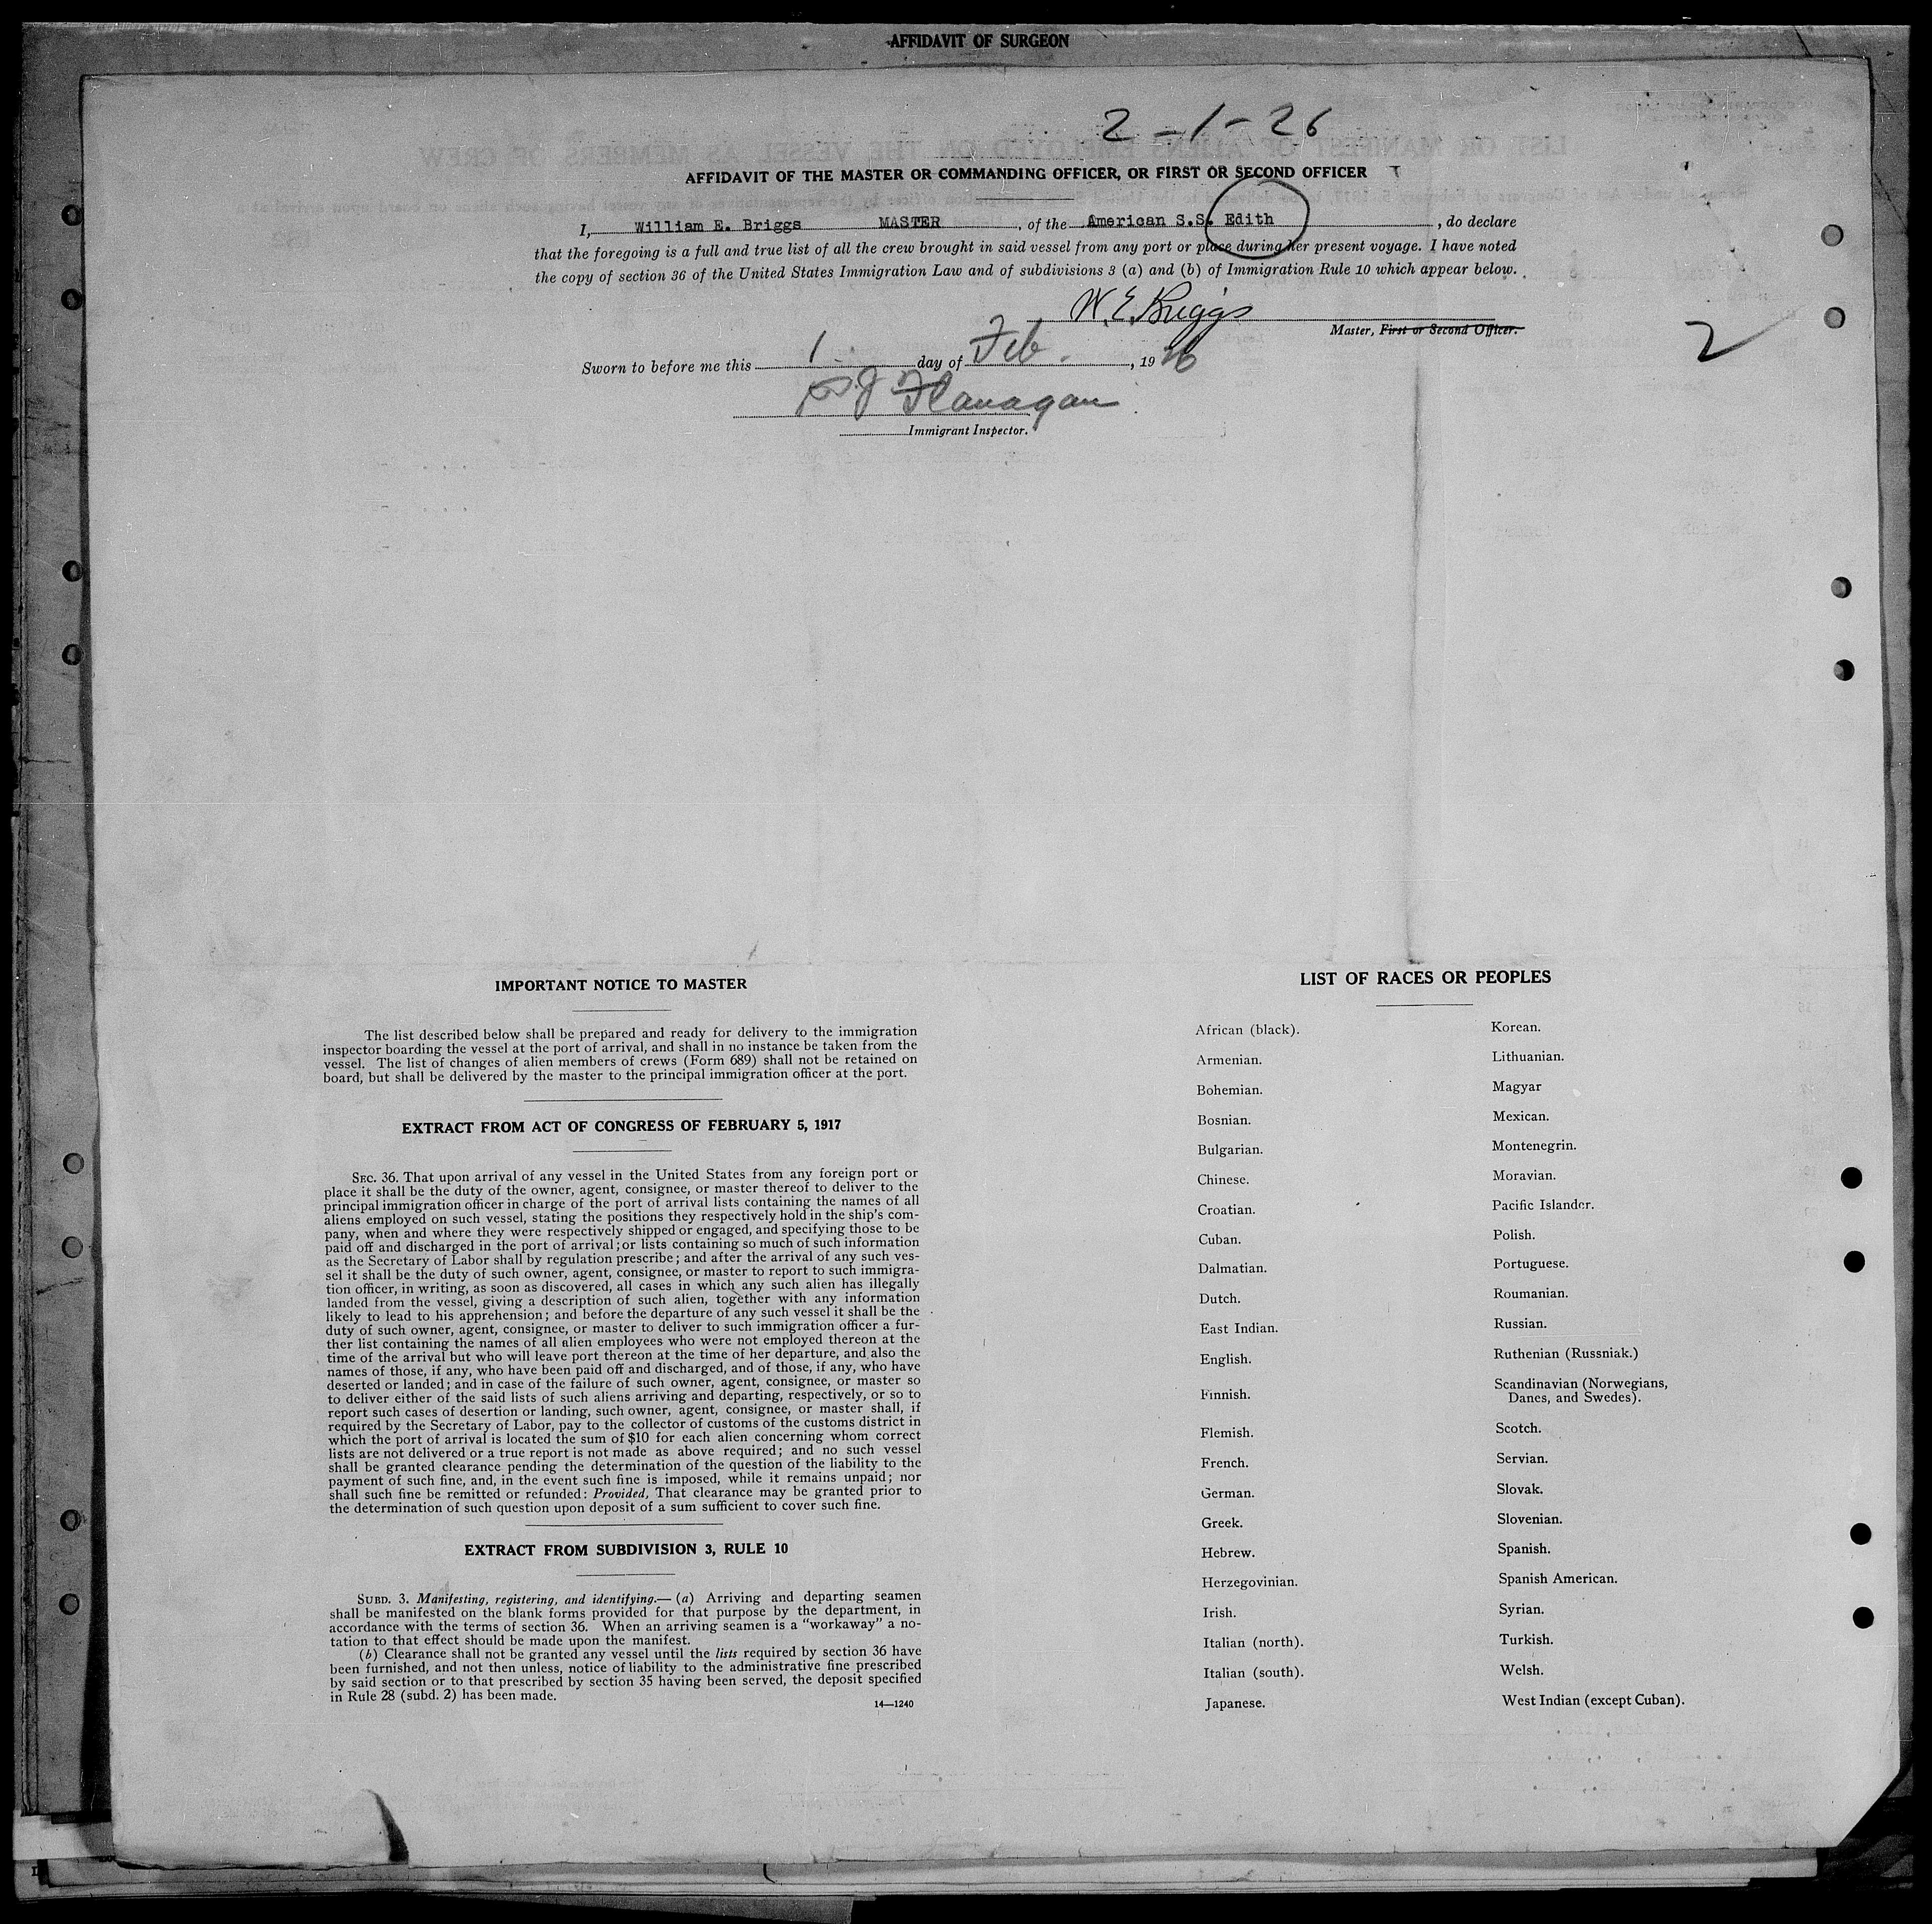 AFFIDAVIT OF SURGEON
2-1-26
AFFIDAVIT OF THE MASTER OR COMMANDING OFFICER, OR FIRST OR SECOND OFFICER
I, William E. Briggs MASTER, of the American S.S. Edith, do declare
that the foregoing is a full and true list of all the crew brought in said vessel from any port or place during her present voyage. I have noted
the copy of section 36 of the United States Immigration Law and of subdivisions 3 (a) and (b) of Immigration Rule 10 which appear below.
W. E. Briggs
Master, First or Second Officer.
2
Sworn to before me this 1 day of Feb., 1926
Flanagan
Immigrant Inspector.
IMPORTANT NOTICE TO MASTER
The list described below shall be prepared and ready for delivery to the immigration
inspector boarding the vessel at the port of arrival, and shall in no instance be taken from the
vessel. The list of changes of alien members of crews (Form 689) shall not be retained on
board, but shall be delivered by the master to the principal immigration officer at the port.
EXTRACT FROM ACT OF CONGRESS OF FEBRUARY 5, 1917
SEC. 36. That upon arrival of any vessel in the United States from any foreign port or
place it shall be the duty of the owner, agent, consignee, or master thereof to deliver to the
principal immigration officer in charge of the port of arrival lists containing the names of all
aliens employed on such vessel, stating the positions they respectively hold in the ship's com-
pany, when and where they were respectively shipped or engaged, and specifying those to be
paid off and discharged in the port of arrival; or lists containing so much of such information
as the Secretary of Labor shall by regulation prescribe; and after the arrival of any such ves-
sel it shall be the duty of such owner, agent, consignee, or master to report to such immigra-
tion officer, in writing, as soon as discovered, all cases in which any such alien has illegally
landed from the vessel, giving a description of such alien, together with any information
likely to lead to his apprehension; and before the departure of any such vessel it shall be the
duty of such owner, agent, consignee, or master to deliver to such immigration officer a fur-
ther list containing the names of all alien employees who were not employed thereon at the
time of the arrival but who will leave port thereon at the time of her departure, and also the
names of those, if any, who have been paid off and discharged, and of those, if any, who have
deserted or landed; and in case of the failure of such owner, agent, consignee, or master so
to deliver either of the said lists of such aliens arriving and departing, respectively, or so to
report such cases of desertion or landing, such owner, agent, consignee, or master shall, if
required by the Secretary of Labor, pay to the collector of customs of the customs district in
which the port of arrival is located the sum of $10 for each alien concerning whom correct
lists are not delivered or a true report is not made as above required; and no such vessel
shall be granted clearance pending the determination of the question of the liability to the
payment of such fine, and, in the event such fine is imposed, while it remains unpaid; nor
shall such fine be remitted or refunded: Provided, That clearance may be granted prior to
the determination of such question upon deposit of a sum sufficient to cover such fine.
EXTRACT FROM SUBDIVISION 3, RULE 10
SUBD. 3. Manifesting, registering, and identifying.— (a) Arriving and departing seamen
shall be manifested on the blank forms provided for that purpose by the department, in
accordance with the terms of section 36. When an arriving seamen is a "workaway" a no-
tation to that effect should be made upon the manifest.
(b) Clearance shall not be granted any vessel until the lists required by section 36 have
been furnished, and not then unless, notice of liability to the administrative fine prescribed
by said section or to that prescribed by section 35 having been served, the deposit specified
in Rule 28 (subd. 2) has been made.
14—1240
LIST OF RACES OR PEOPLES
African (black).
Armenian.
Bohemian.
Bosnian.
Bulgarian.
Chinese.
Croatian.
Cuban.
Dalmatian.
Dutch.
East Indian.
English.
Finnish.
Flemish.
French.
German.
Greek.
Hebrew.
Herzegovinian.
Irish.
Italian (north).
Italian (south).
Japanese.
Korean.
Lithuanian.
Magyar
Mexican.
Montenegrin.
Moravian.
Pacific Islander.
Polish.
Portuguese.
Roumanian.
Russian.
Ruthenian (Russniak.)
Scandinavian (Norwegians,
Danes, and Swedes).
Scotch.
Servian.
Slovak.
Slovenian.
Spanish.
Spanish American.
Syrian.
Turkish.
Welsh.
West Indian (except Cuban).